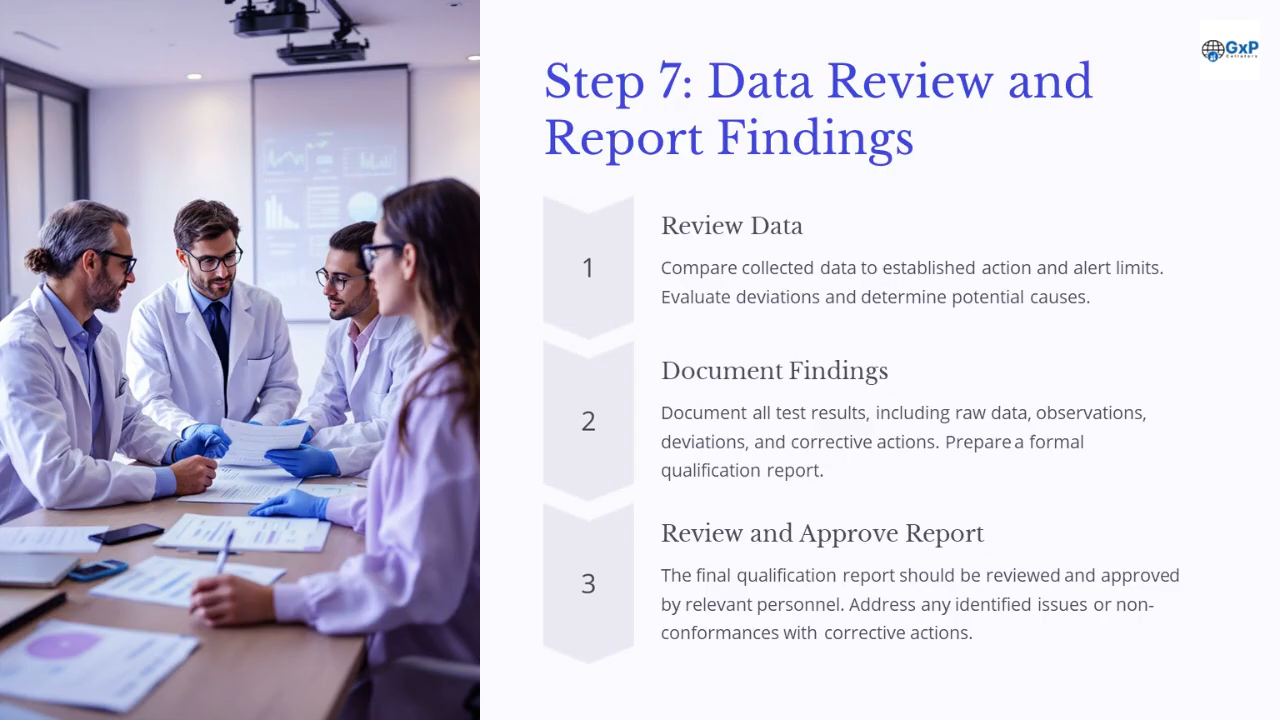 GxP
Step 7: Data Review and
Report Findings
1
Review Data
Compare collected data to established action and alert limits.
Evaluate deviations and determine potential causes.
2
Document Findings
Document all test results, including raw data, observations,
deviations, and corrective actions. Prepare a formal
qualification report.
3
Review and Approve Report
The final qualification report should be reviewed and approved
by relevant personnel. Address any identified issues or non-
conformances with corrective actions.